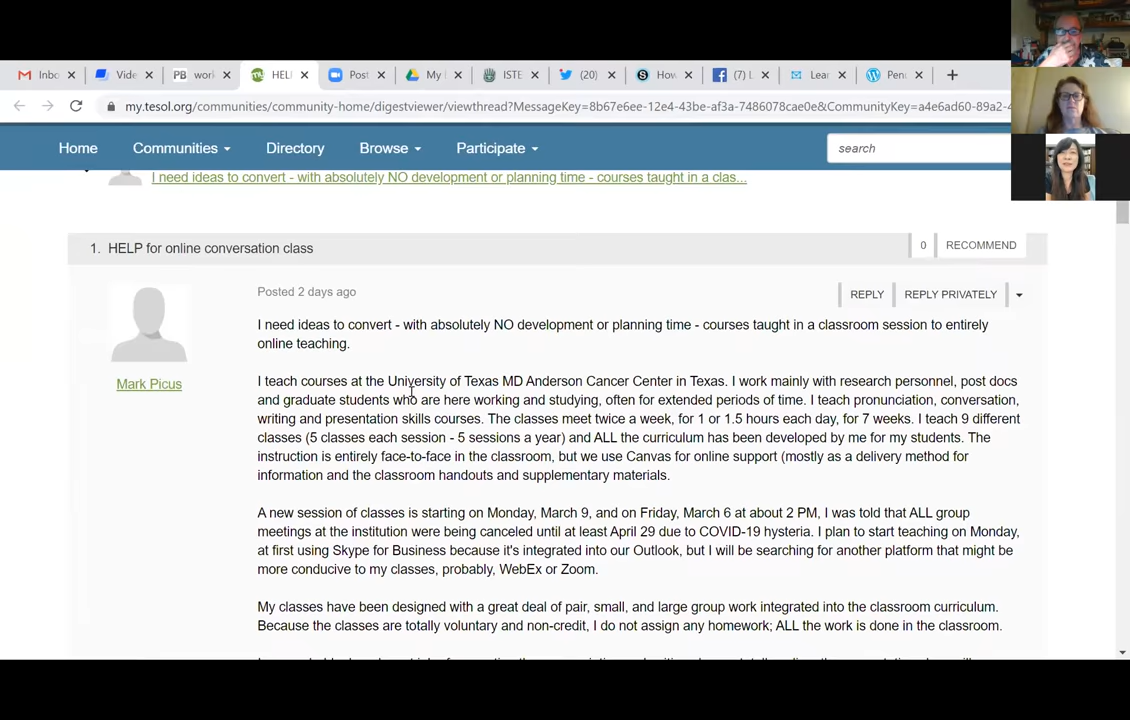 Inbo
Vide
PB
worl
HELI
Post
My I
ISTE
(20)
How
(7) L
Lear
Penn
my.tesol.org/communities/community-home/digestviewer/viewthread?MessageKey=8b67e6ee-12e4-43be-af3a-7486078cae0e&CommunityKey=a4e6ad60-89a2-4
Home
Communities
Directory
Browse
Participate
search
I need ideas to convert - with absolutely NO development or planning time - courses taught in a clas...
1. HELP for online conversation class
0
RECOMMEND
Posted 2 days ago
REPLY
REPLY PRIVATELY
Mark Picus
I need ideas to convert - with absolutely NO development or planning time - courses taught in a classroom session to entirely
online teaching.
I teach courses at the University of Texas MD Anderson Cancer Center in Texas. I work mainly with research personnel, post docs
and graduate students who are here working and studying, often for extended periods of time. I teach pronunciation, conversation,
writing and presentation skills courses. The classes meet twice a week, for 1 or 1.5 hours each day, for 7 weeks. I teach 9 different
classes (5 classes each session - 5 sessions a year) and ALL the curriculum has been developed by me for my students. The
instruction is entirely face-to-face in the classroom, but we use Canvas for online support (mostly as a delivery method for
information and the classroom handouts and supplementary materials.
A new session of classes is starting on Monday, March 9, and on Friday, March 6 at about 2 PM, I was told that ALL group
meetings at the institution were being canceled until at least April 29 due to COVID-19 hysteria. I plan to start teaching on Monday,
at first using Skype for Business because it's integrated into our Outlook, but I will be searching for another platform that might be
more conducive to my classes, probably, WebEx or Zoom.
My classes have been designed with a great deal of pair, small, and large group work integrated into the classroom curriculum.
Because the classes are totally voluntary and non-credit, I do not assign any homework; ALL the work is done in the classroom.